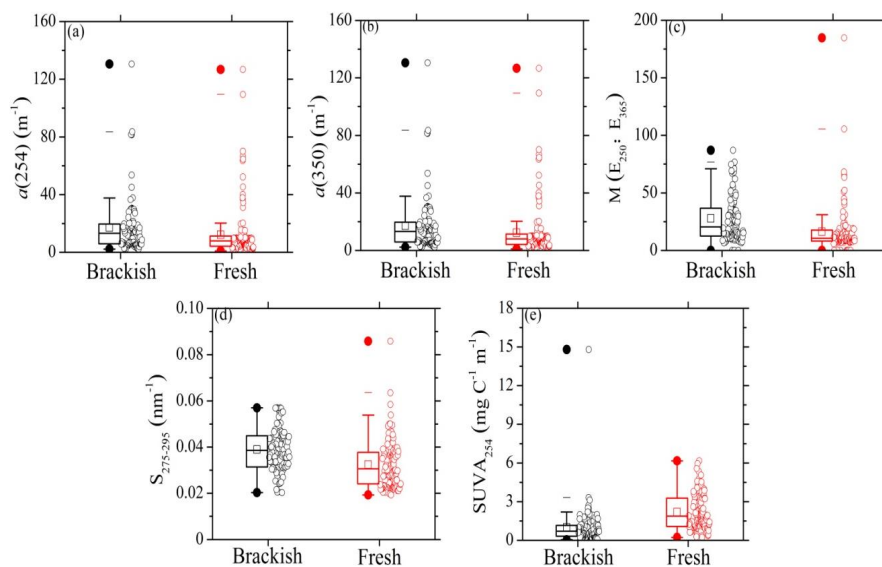 160
120
80
40
0
a(254) (m⁻¹)
(a)
Brackish
Fresh
160
120
80
40
0
a(350) (m⁻¹)
(b)
Brackish
Fresh
200
150
100
50
0
M (E₂₅₀: E₃₆₅)
(c)
Brackish
Fresh
0.10
0.08
0.06
0.04
0.02
0.00
S₂₇₅₋₂₉₅ (nm⁻¹)
(d)
Brackish
Fresh
18
15
12
9
6
3
0
SUVA₂₅₄ (mg C⁻¹ m⁻¹)
(e)
Brackish
Fresh